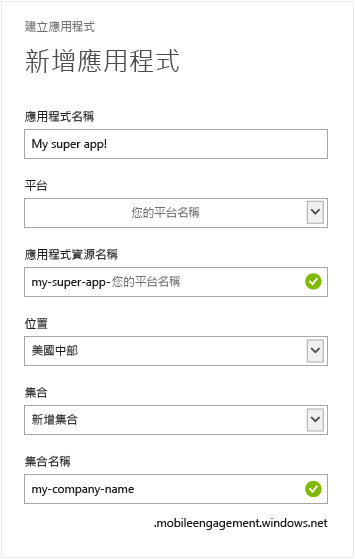 建立應用程式
新增應用程式
應用程式名稱
My super app!
平台
您的平台名稱
應用程式資源名稱
my-super-app-您的平台名稱
位置
美國中部
集合
新增集合
集合名稱
my-company-name
.mobileengagement.windows.net